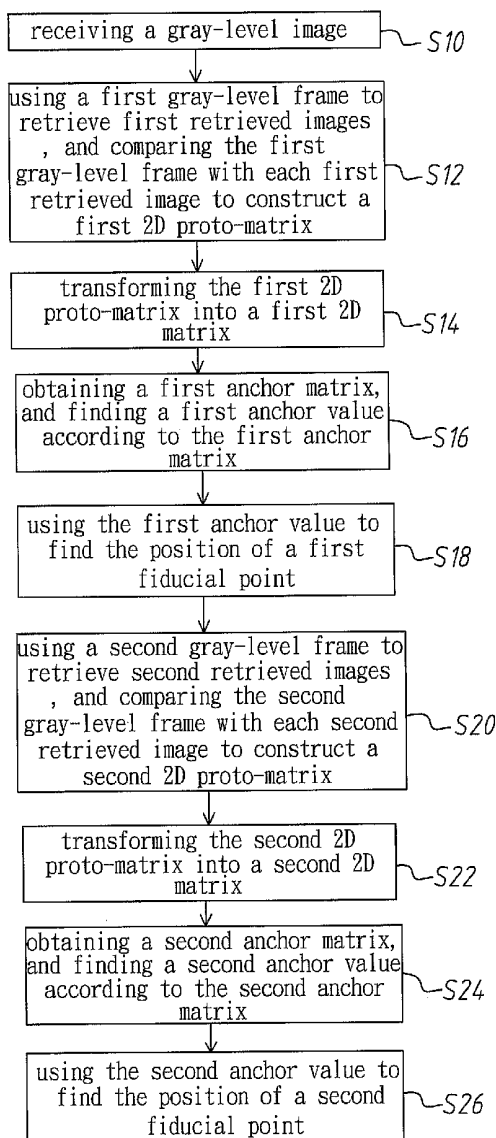 receiving a gray-level image
S10
using a first gray-level frame to
retrieve first retrieved images
, and comparing the first
gray-level frame with each first
retrieved image to construct a
first 2D proto-matrix
S12
transforming the first 2D
proto-matrix into a first 2D
matrix
S14
obtaining a first anchor matrix,
and finding a first anchor value
according to the first anchor
matrix
S16
using the first anchor value to
find the position of a first
fiducial point
S18
using a second gray-level frame to
retrieve second retrieved images
, and comparing the second
gray-level frame with each second
retrieved image to construct a
second 2D proto-matrix
S20
transforming the second 2D
proto-matrix into a second 2D
matrix
S22
obtaining a second anchor matrix,
and finding a second anchor value
according to the second anchor
matrix
S24
using the second anchor value to
find the position of a second
fiducial point
S26